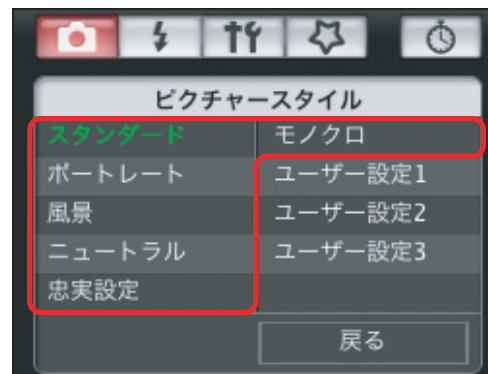 ピクチャースタイル
スタンダード
モノクロ
ポートレート
ユーザー設定1
風景
ユーザー設定2
ニュートラル
ユーザー設定3
忠実設定
戻る